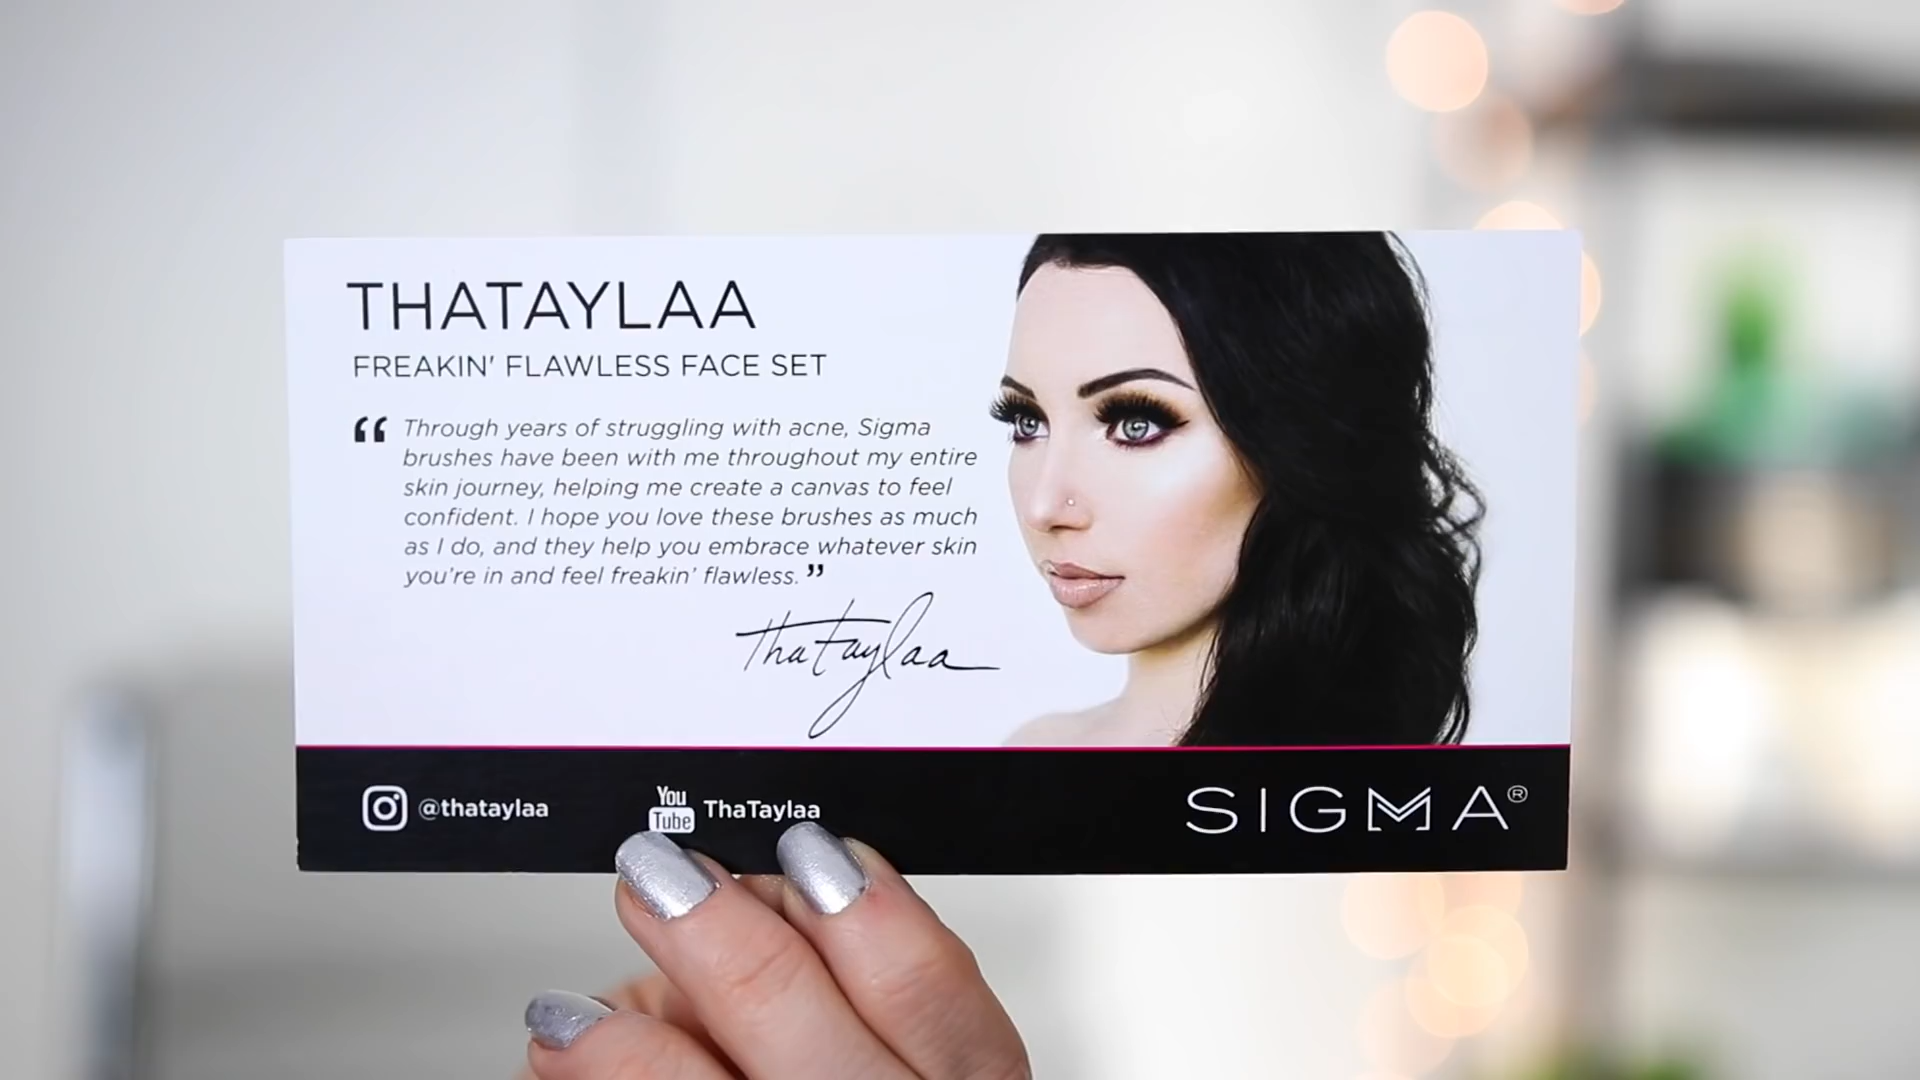 THATAYLAA
FREAKIN' FLAWLESS FACE SET
“ Through years of struggling with acne, Sigma
brushes have been with me throughout my entire
skin journey, helping me create a canvas to feel
confident. I hope you love these brushes as much
as I do, and they help you embrace whatever skin
you’re in and feel freakin’ flawless. ”
ThaTaylaa
@thataylaa
You Tube ThaTaylaa
SIGMA®